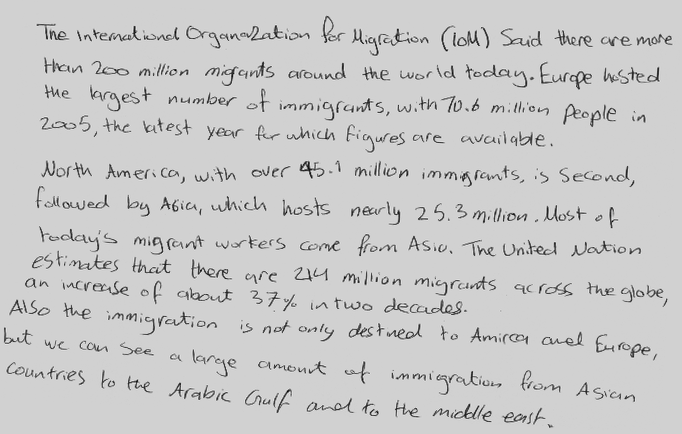 The International Organazation for Migration (IOM) Said there are more
than 200 million migrants around the world today. Europe hosted
the largest number of immigrants, with 70.6 million people in
2005, the latest year for which figures are available.
North America, with over 45.1 million immigrants, is Second,
followed by Asia, which hosts nearly 25.3 million. Most of
today's migrant workers come from Asia. The United Nation
estimates that there are 214 million migrants across the globe,
an increase of about 37% in two decades.
Also the immigration is not only destned to Amirca and Europe,
but we can see a large amount of immigration from Asian
countries to the Arabic Gulf and to the middle east.